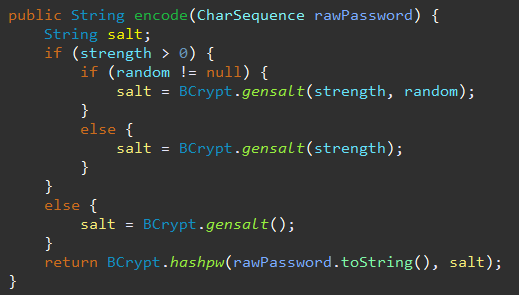 public String encode(CharSequence rawPassword) {
    String salt;
    if (strength > 0) {
        if (random != null) {
            salt = BCrypt.gensalt(strength, random);
        }
        else {
            salt = BCrypt.gensalt(strength);
        }
    }
    else {
        salt = BCrypt.gensalt();
    }
    return BCrypt.hashpw(rawPassword.toString(), salt);
}